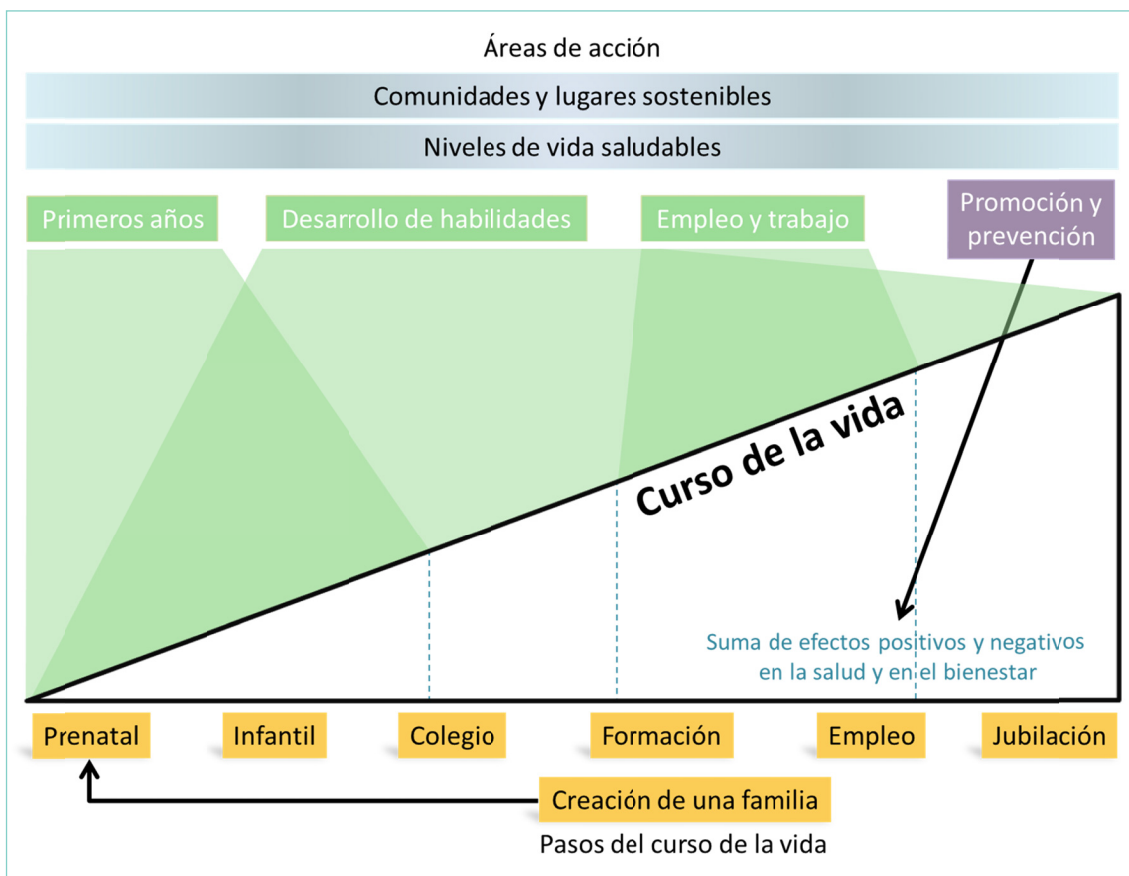 Áreas de acción
Comunidades y lugares sostenibles
Niveles de vida saludables
Primeros años
Desarrollo de habilidades
Empleo y trabajo
Promoción y
prevención
Curso de la vida
Suma de efectos positivos y negativos
en la salud y en el bienestar
Prenatal
Infantil
Colegio
Formación
Empleo
Jubilación
Creación de una familia
Pasos del curso de la vida